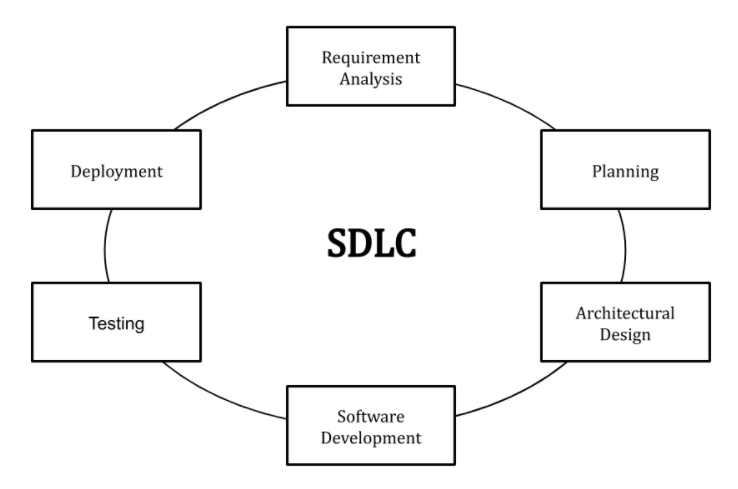 Requirement
Analysis
Deployment
Planning
SDLC
Testing
Architectural
Design
Software
Development